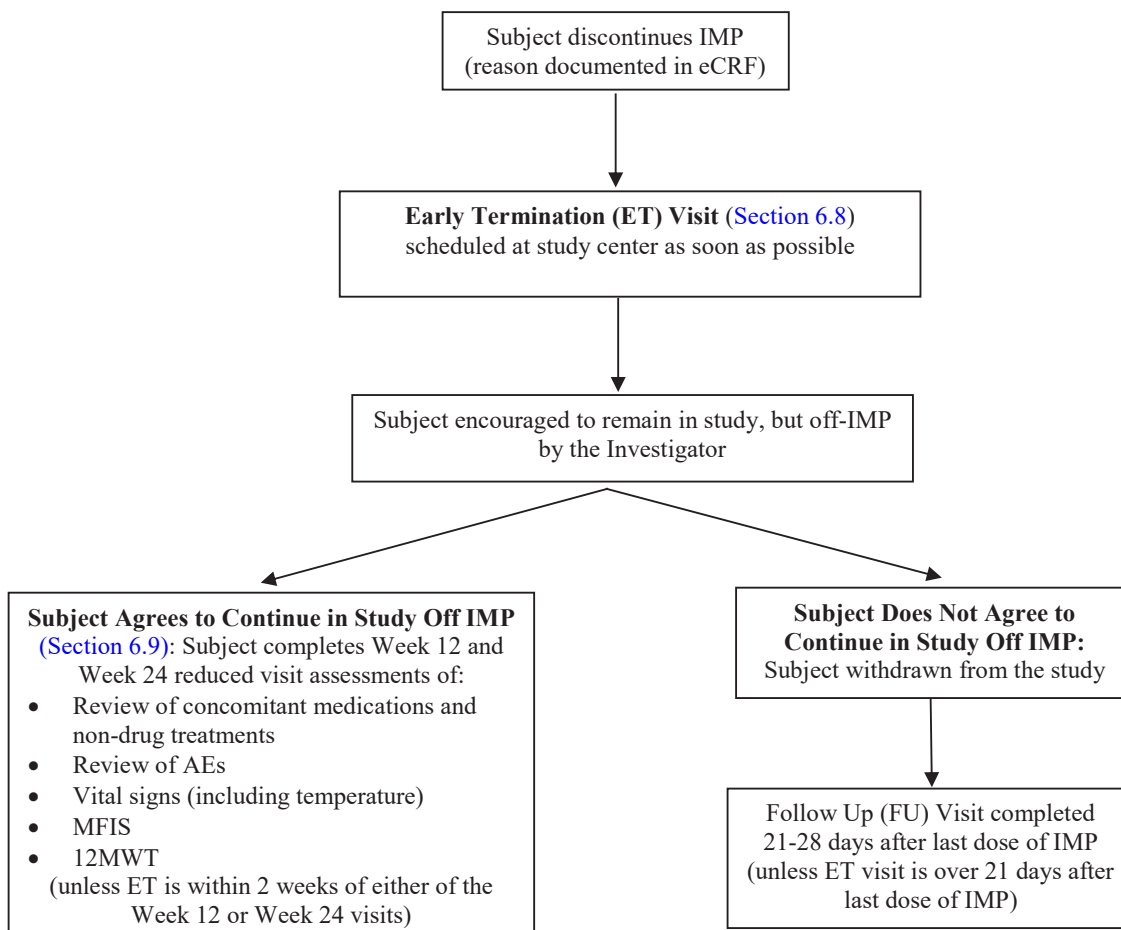 Subject discontinues IMP
(reason documented in eCRF)
Early Termination (ET) Visit (Section 6.8)
scheduled at study center as soon as possible
Subject encouraged to remain in study, but off-IMP
by the Investigator
Subject Agrees to Continue in Study Off IMP
(Section 6.9): Subject completes Week 12 and
Week 24 reduced visit assessments of:
• Review of concomitant medications and
non-drug treatments
• Review of AEs
• Vital signs (including temperature)
• MFIS
• 12MWT
(unless ET is within 2 weeks of either of the
Week 12 or Week 24 visits)
Subject Does Not Agree to
Continue in Study Off IMP:
Subject withdrawn from the study
Follow Up (FU) Visit completed
21-28 days after last dose of IMP
(unless ET visit is over 21 days after
last dose of IMP)